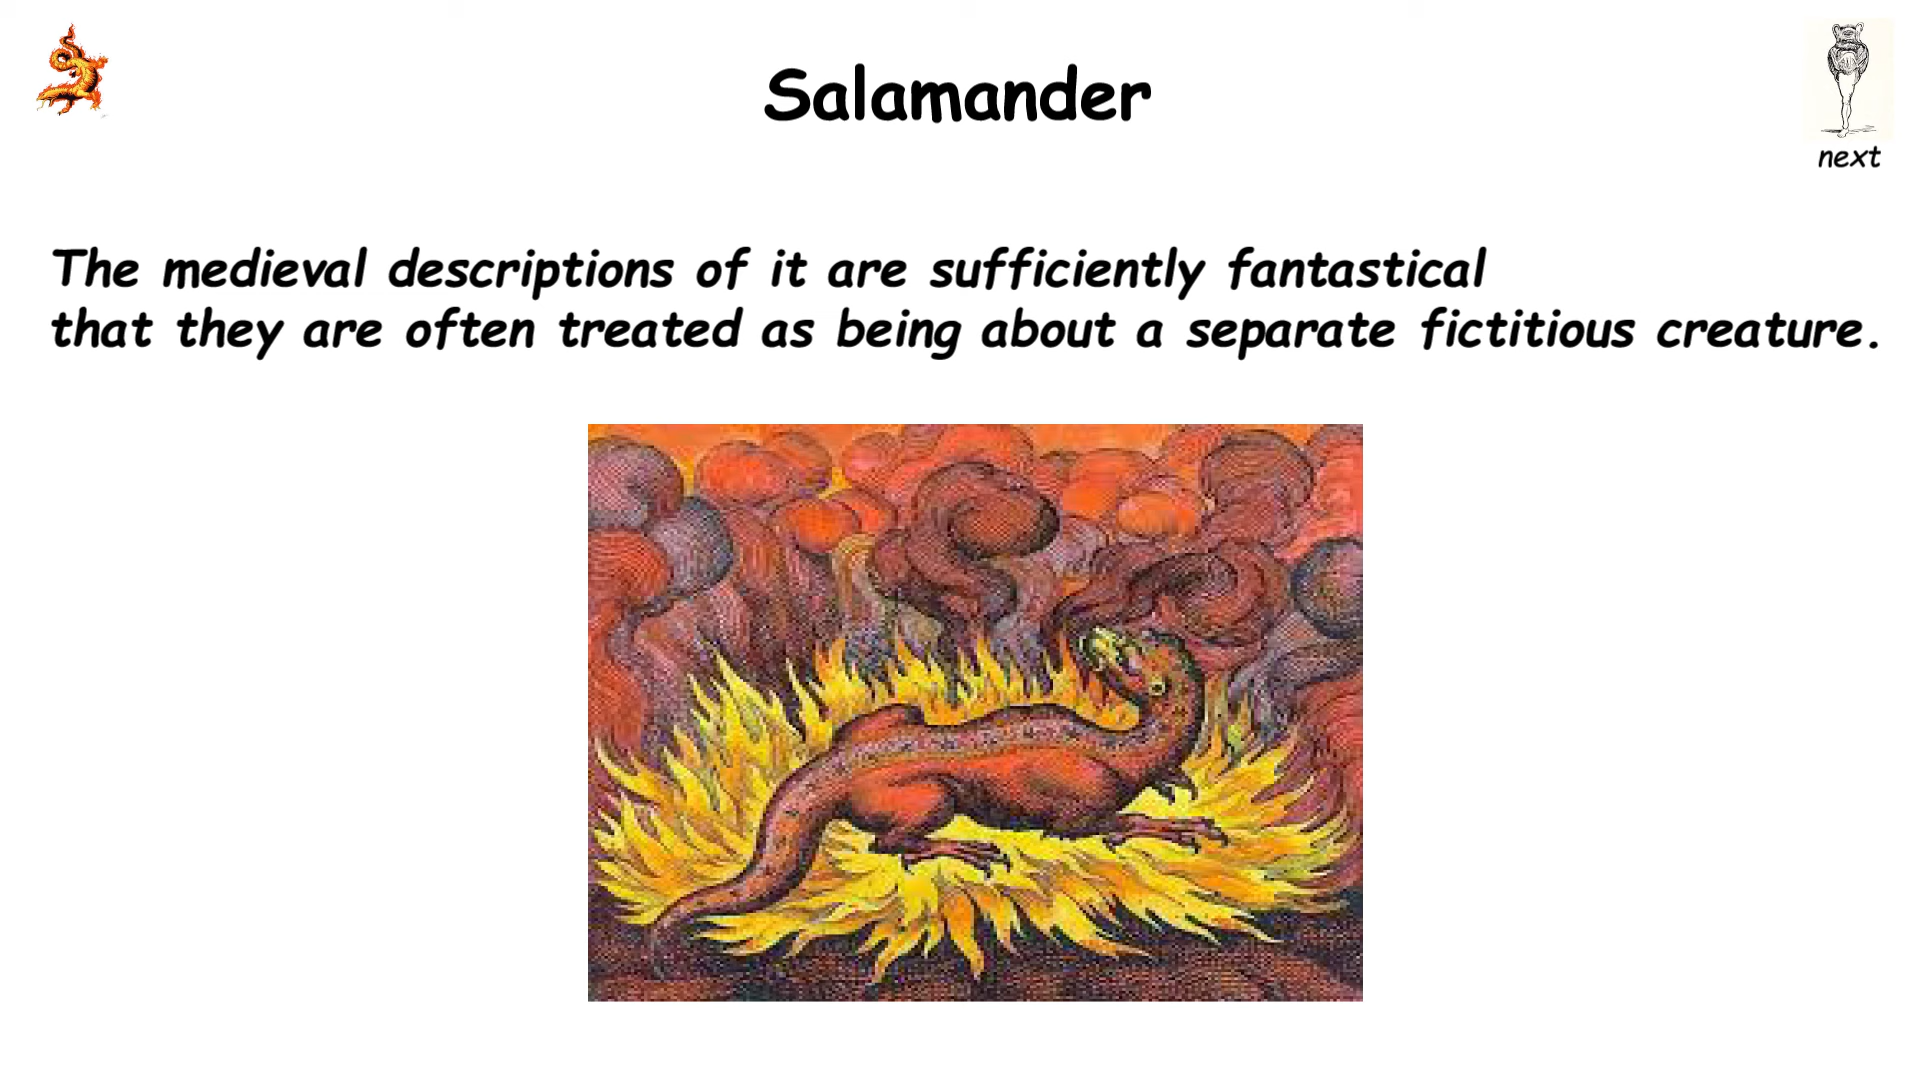 Salamander
next
The medieval descriptions of it are sufficiently fantastical
that they are often treated as being about a separate fictitious creature.